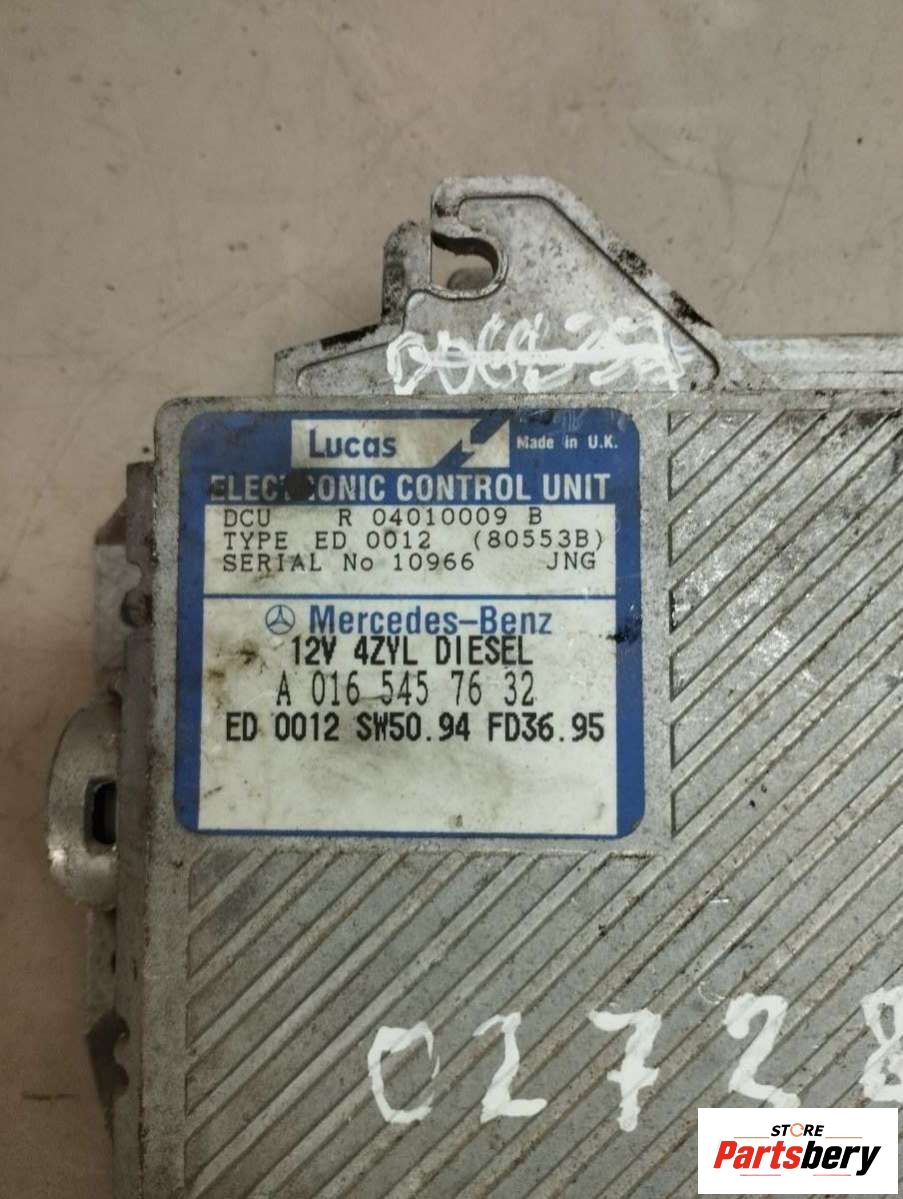 Lucas
Made in U.K.
ELECTRONIC CONTROL UNIT
DCU R 04010009 B
TYPE ED 0012 (80553B)
SERIAL No 10966 JNG
Mercedes-Benz
12V 4ZYL DIESEL
A 016 545 76 32
ED 0012 SW50.94 FD36.95
02728
STORE
Partsbery